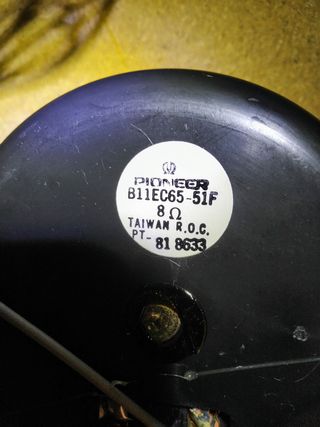 PIONEER
B11EC65-51F
8 Ω
TAIWAN R.O.C.
PT- 81 8633